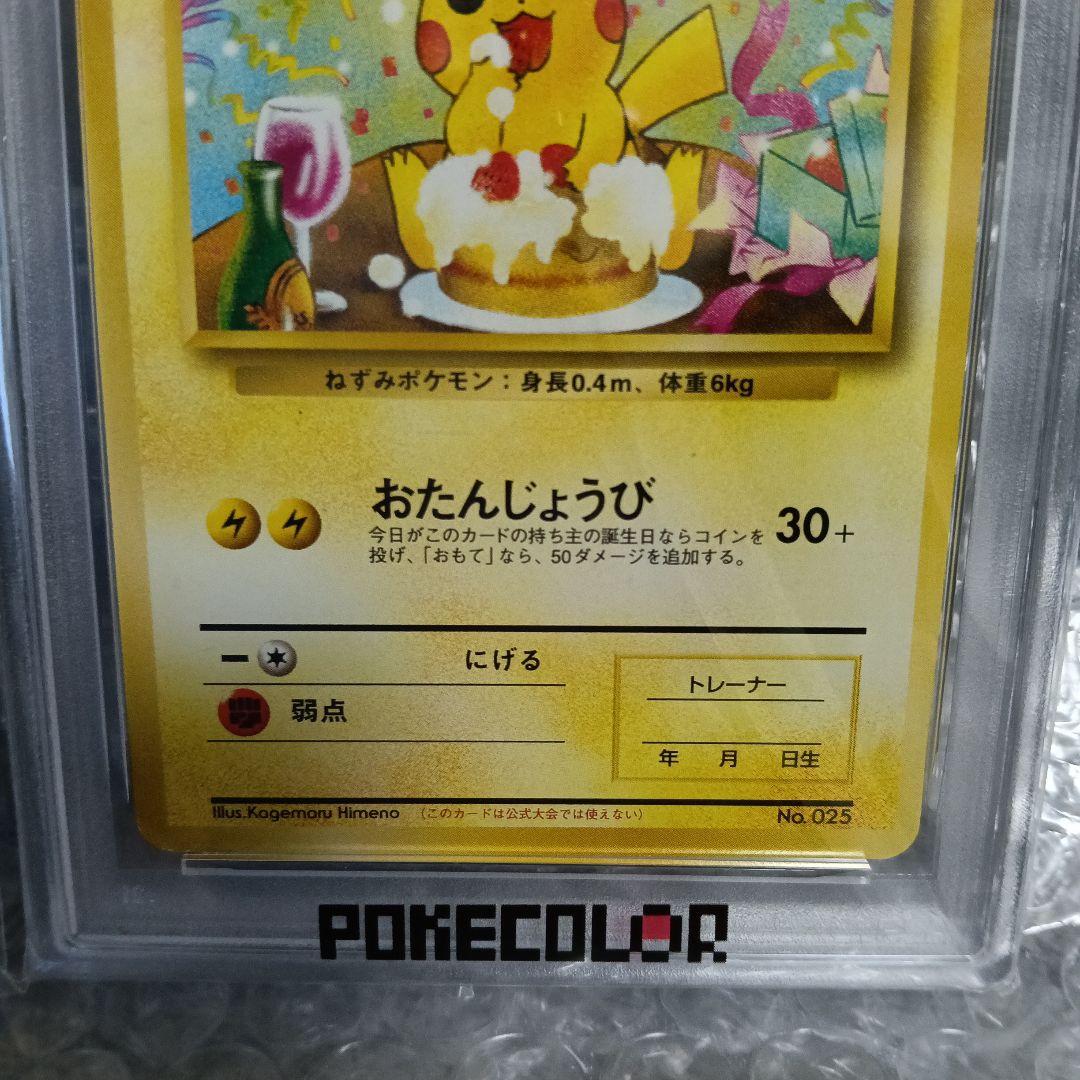 ねずみポケモン：身長0.4m、体重6kg
おたんじょうび
今日がこのカードの持ち主の誕生日ならコインを
投げ、「おもて」なら、50ダメージを追加する。
30+
にげる
弱点
トレーナー
年 月 日生
Illus.Kagemaru Himeno （このカードは公式大会では使えない） No. 025
POKECOLOR